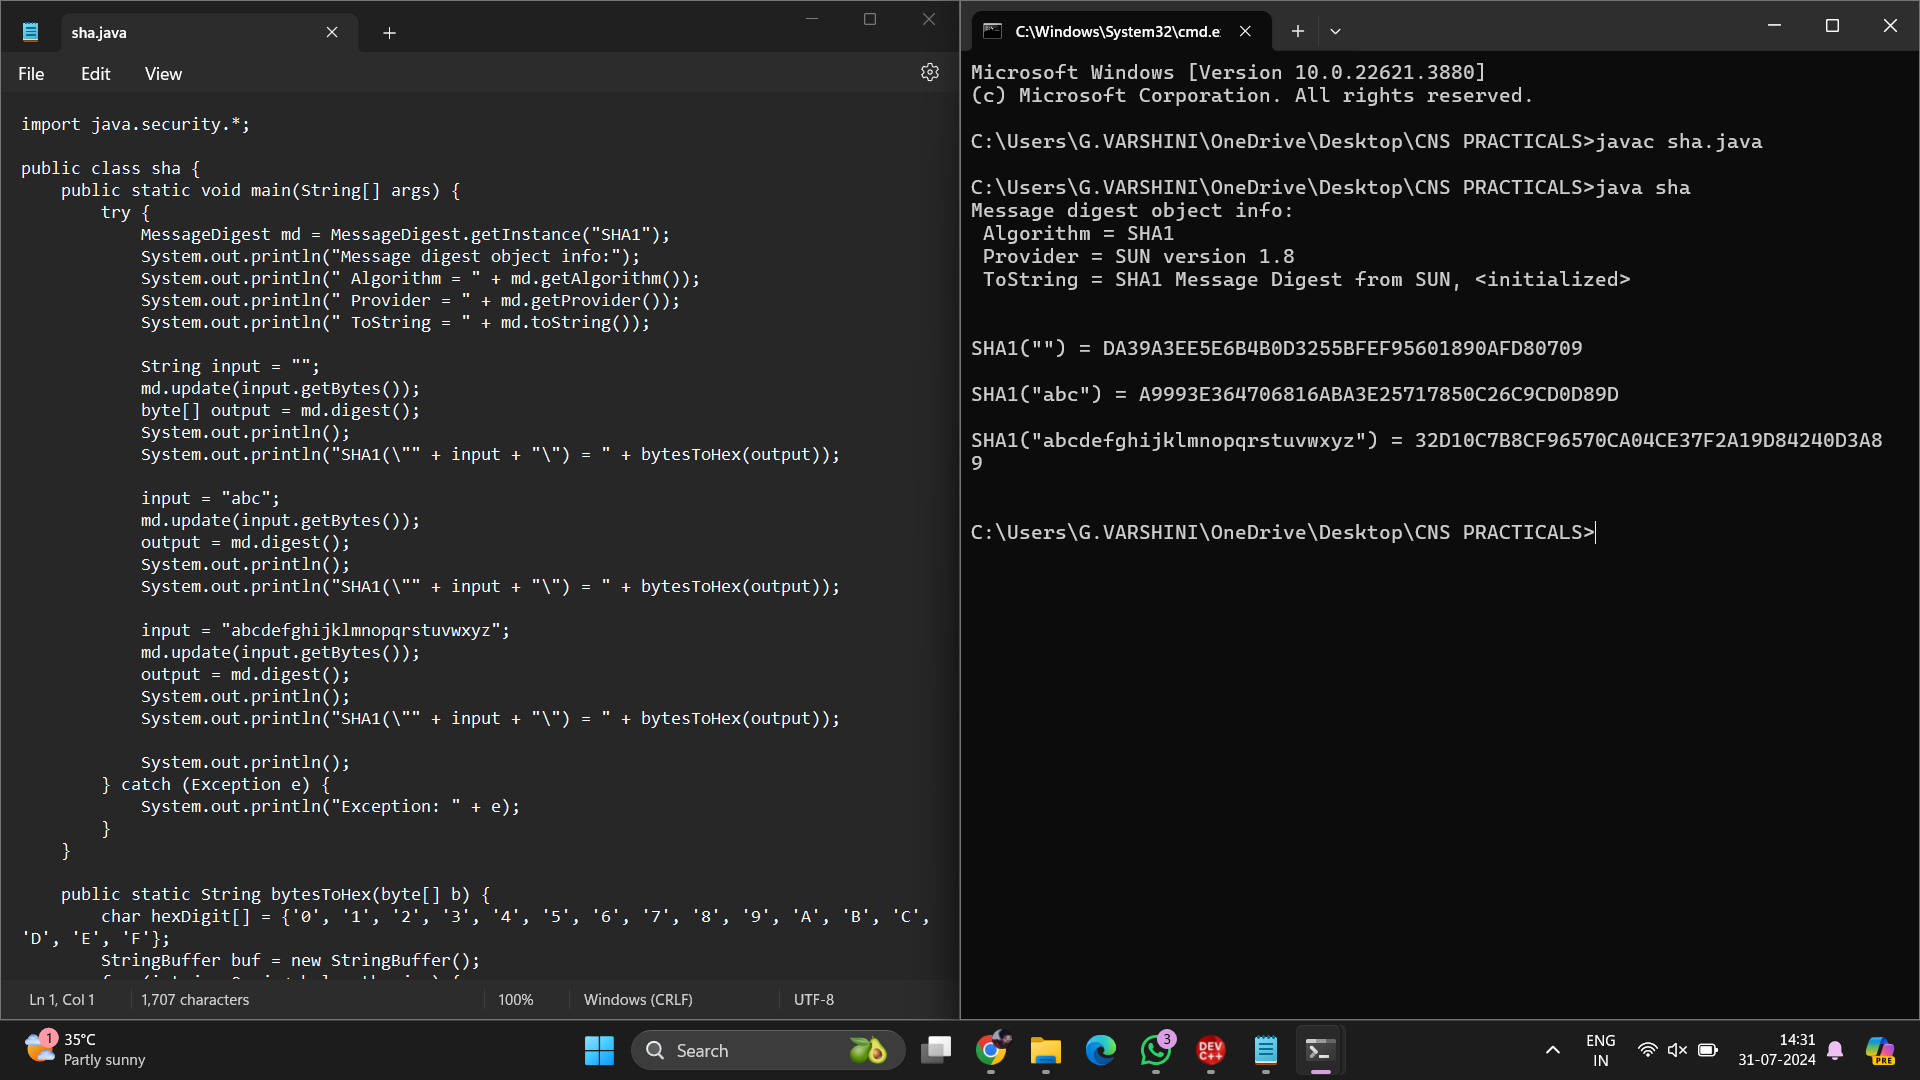 sha.java
File Edit View
import java.security.*;
public class sha {
    public static void main(String[] args) {
        try {
            MessageDigest md = MessageDigest.getInstance("SHA1");
            System.out.println("Message digest object info:");
            System.out.println(" Algorithm = " + md.getAlgorithm());
            System.out.println(" Provider = " + md.getProvider());
            System.out.println(" ToString = " + md.toString());
            String input = "";
            md.update(input.getBytes());
            byte[] output = md.digest();
            System.out.println();
            System.out.println("SHA1(\"" + input + "\") = " + bytesToHex(output));
            input = "abc";
            md.update(input.getBytes());
            output = md.digest();
            System.out.println();
            System.out.println("SHA1(\"" + input + "\") = " + bytesToHex(output));
            input = "abcdefghijklmnopqrstuvwxyz";
            md.update(input.getBytes());
            output = md.digest();
            System.out.println();
            System.out.println("SHA1(\"" + input + "\") = " + bytesToHex(output));
            System.out.println();
        } catch (Exception e) {
            System.out.println("Exception: " + e);
        }
    }
    public static String bytesToHex(byte[] b) {
        char hexDigit[] = {'0', '1', '2', '3', '4', '5', '6', '7', '8', '9', 'A', 'B', 'C',
'D', 'E', 'F'};
        StringBuffer buf = new StringBuffer();
Ln 1, Col 1 1,707 characters 100% Windows (CRLF) UTF-8
C:\Windows\System32\cmd.e
Microsoft Windows [Version 10.0.22621.3880]
(c) Microsoft Corporation. All rights reserved.
C:\Users\G.VARSHINI\OneDrive\Desktop\CNS PRACTICALS>javac sha.java
C:\Users\G.VARSHINI\OneDrive\Desktop\CNS PRACTICALS>java sha
Message digest object info:
 Algorithm = SHA1
 Provider = SUN version 1.8
 ToString = SHA1 Message Digest from SUN, <initialized>
SHA1("") = DA39A3EE5E6B4B0D3255BFEF95601890AFD80709
SHA1("abc") = A9993E364706816ABA3E25717850C26C9CD0D89D
SHA1("abcdefghijklmnopqrstuvwxyz") = 32D10C7B8CF96570CA04CE37F2A19D84240D3A8
9
C:\Users\G.VARSHINI\OneDrive\Desktop\CNS PRACTICALS>
1 35°C
Partly sunny
Search
3
DEV
C++
ENG
IN
14:31
31-07-2024
PRE